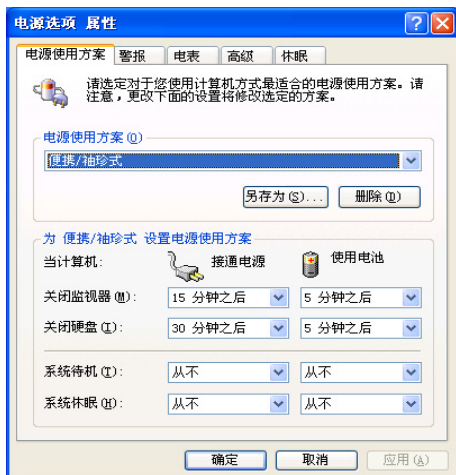 电源选项 属性
电源使用方案 警报 电表 高级 休眠
请选定对于您使用计算机方式最适合的电源使用方案。请
注意，更改下面的设置将修改选定的方案。
电源使用方案(O)
便携/袖珍式
另存为(S)... 删除(D)
为 便携/袖珍式 设置电源使用方案
当计算机: 接通电源 使用电池
关闭监视器(M): 15 分钟之后 5 分钟之后
关闭硬盘(I): 30 分钟之后 5 分钟之后
系统待机(T): 从不 从不
系统休眠(H): 从不 从不
确定 取消 应用(A)